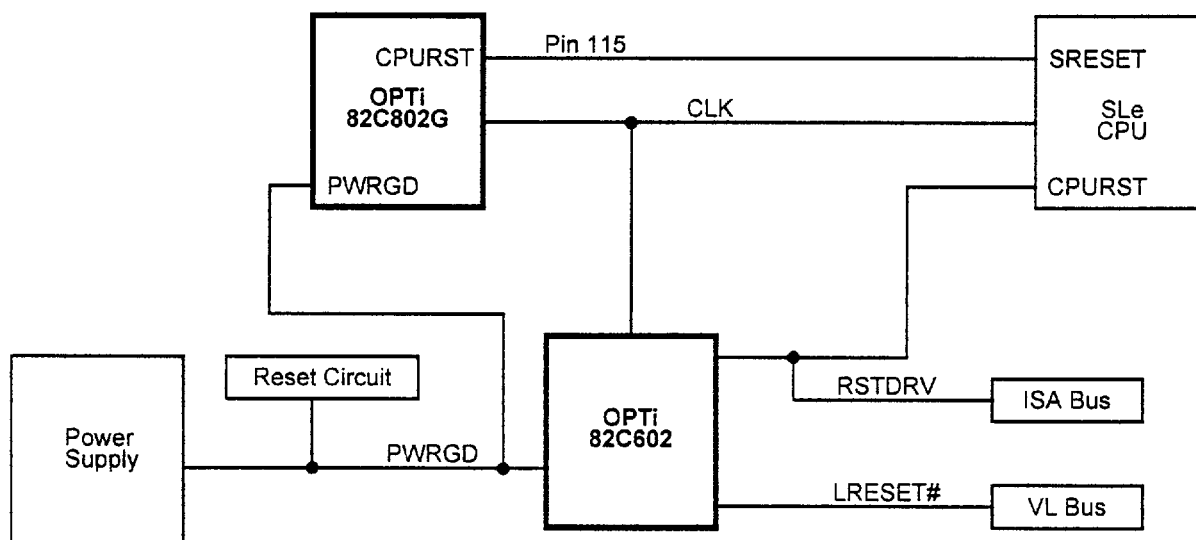 Pin 115
CPURST
OPTi
82C802G
PWRGD
CLK
SRESET
SLe
CPU
CPURST
Reset Circuit
Power
Supply
PWRGD
OPTi
82C602
RSTDRV
ISA Bus
LRESET#
VL Bus